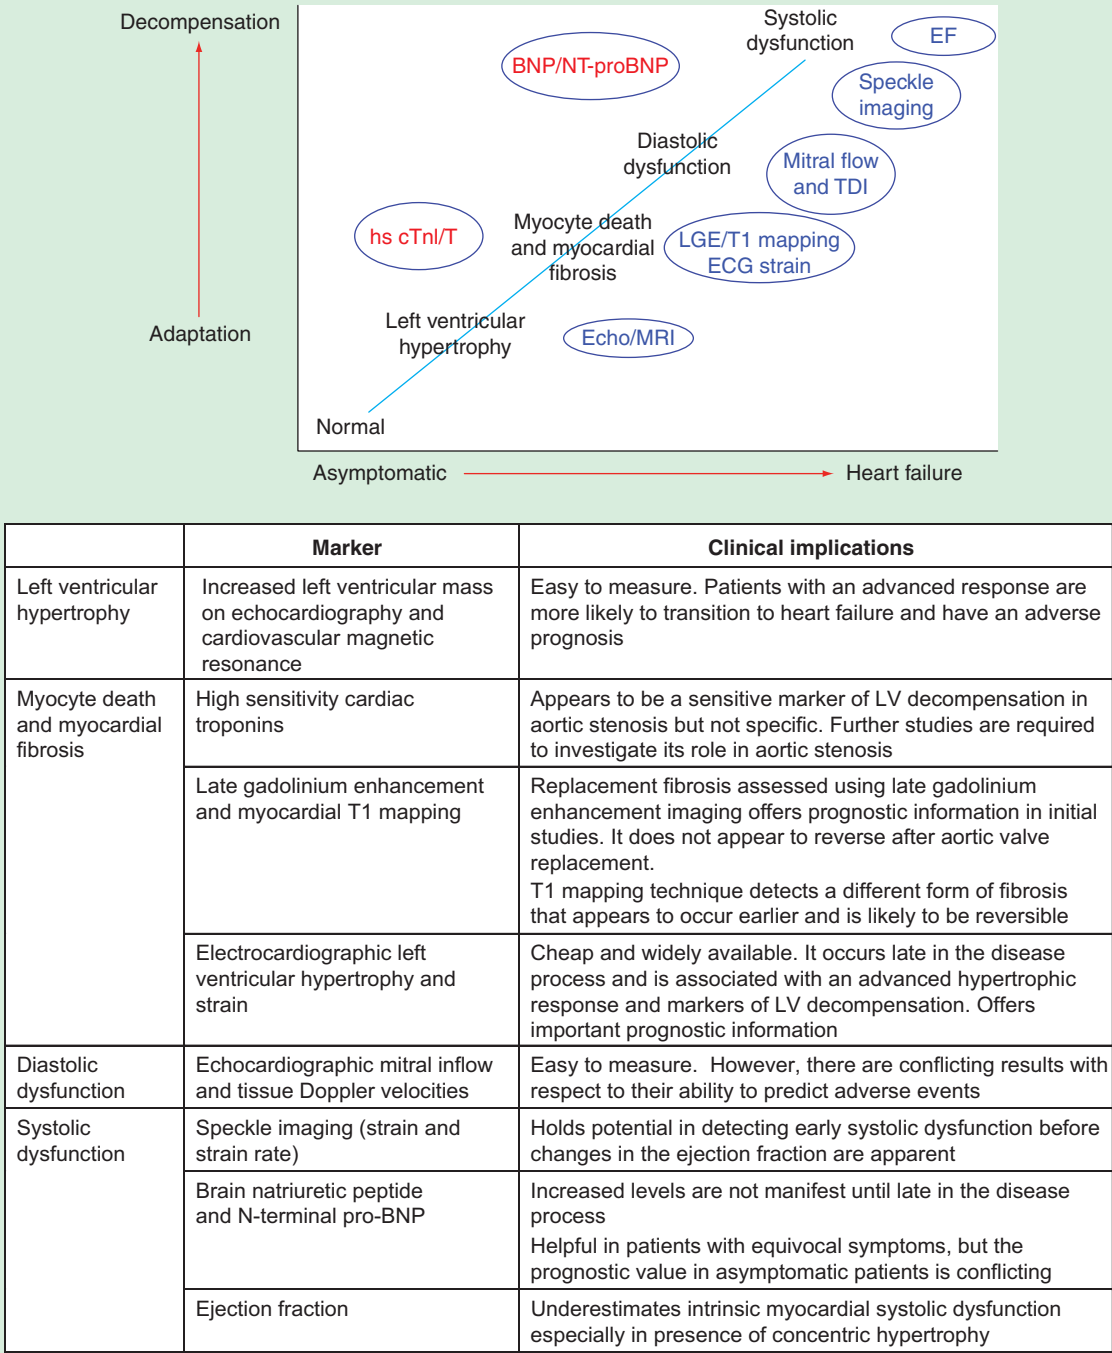 Decompensation
Adaptation
Systolic
dysfunction
EF
BNP/NT-proBNP
Speckle
imaging
Diastolic
dysfunction
Mitral flow
and TDI
hs cTnI/T
Myocyte death
and myocardial
fibrosis
LGE/T1 mapping
ECG strain
Left ventricular
hypertrophy
Echo/MRI
Normal
Asymptomatic
Heart failure
Marker
Clinical implications
Left ventricular
hypertrophy
Increased left ventricular mass
on echocardiography and
cardiovascular magnetic
resonance
Easy to measure. Patients with an advanced response are
more likely to transition to heart failure and have an adverse
prognosis
Myocyte death
and myocardial
fibrosis
High sensitivity cardiac
troponins
Appears to be a sensitive marker of LV decompensation in
aortic stenosis but not specific. Further studies are required
to investigate its role in aortic stenosis
Late gadolinium enhancement
and myocardial T1 mapping
Replacement fibrosis assessed using late gadolinium
enhancement imaging offers prognostic information in initial
studies. It does not appear to reverse after aortic valve
replacement.
T1 mapping technique detects a different form of fibrosis
that appears to occur earlier and is likely to be reversible
Electrocardiographic left
ventricular hypertrophy and
strain
Cheap and widely available. It occurs late in the disease
process and is associated with an advanced hypertrophic
response and markers of LV decompensation. Offers
important prognostic information
Diastolic
dysfunction
Echocardiographic mitral inflow
and tissue Doppler velocities
Easy to measure. However, there are conflicting results with
respect to their ability to predict adverse events
Systolic
dysfunction
Speckle imaging (strain and
strain rate)
Holds potential in detecting early systolic dysfunction before
changes in the ejection fraction are apparent
Brain natriuretic peptide
and N-terminal pro-BNP
Increased levels are not manifest until late in the disease
process
Helpful in patients with equivocal symptoms, but the
prognostic value in asymptomatic patients is conflicting
Ejection fraction
Underestimates intrinsic myocardial systolic dysfunction
especially in presence of concentric hypertrophy